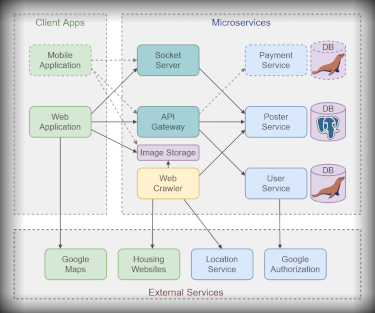 Client Apps
Microservices
Mobile
Application
Socket
Server
Payment
Service
DB
Web
Application
API
Gateway
Poster
Service
DB
Image Storage
Web
Crawler
User
Service
DB
Google
Maps
Housing
Websites
Location
Service
Google
Authorization
External Services